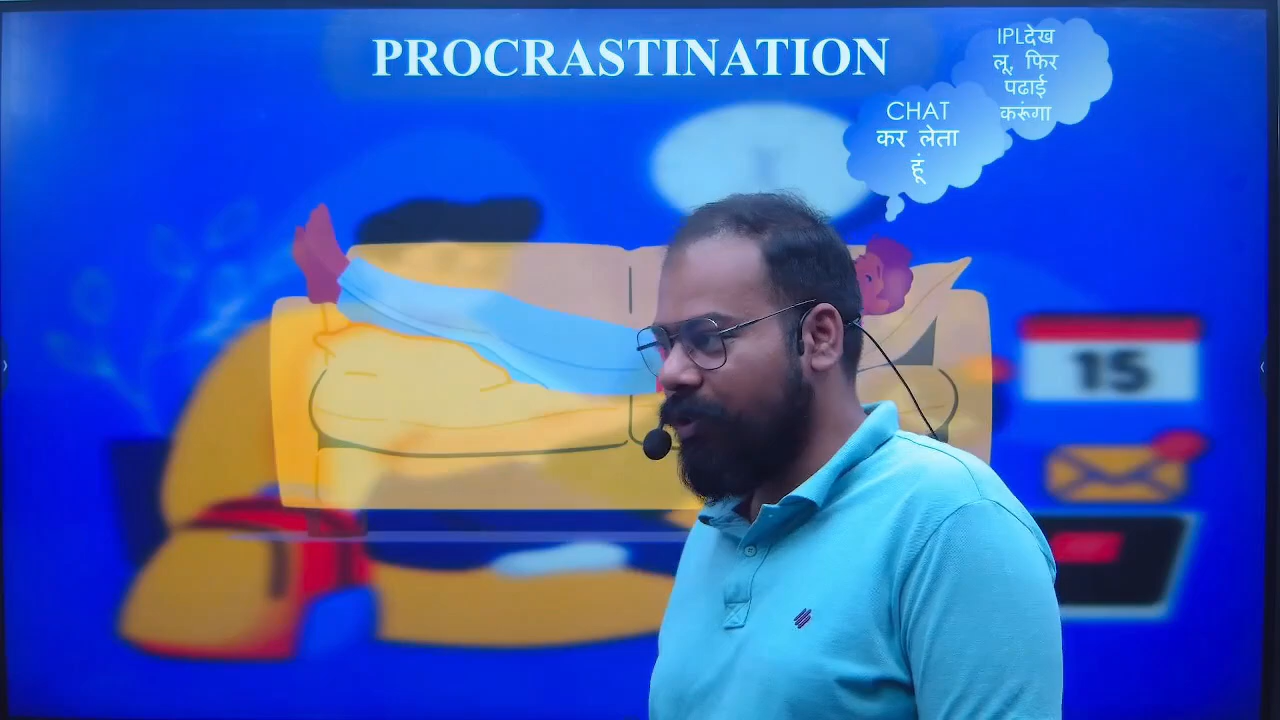 PROCRASTINATION
IPLदेख
लू, फिर
पढाई
करूंगा
CHAT
कर लेता
हूं
15